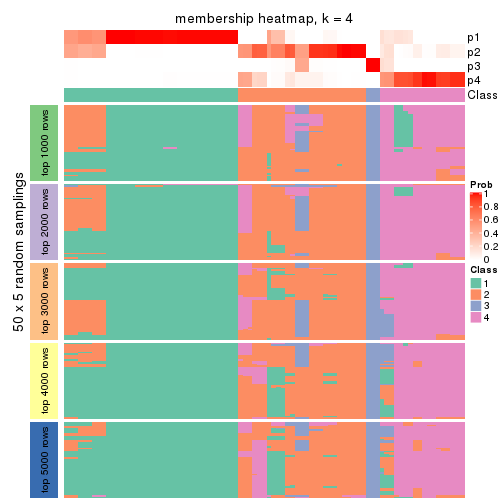 membership heatmap, k = 4
p1
p2
p3
p4
Class
50 x 5 random samplings
top 1000 rows
top 2000 rows
top 3000 rows
top 4000 rows
top 5000 rows
Prob
1
0.8
0.6
0.4
0.2
0
Class
1
2
3
4